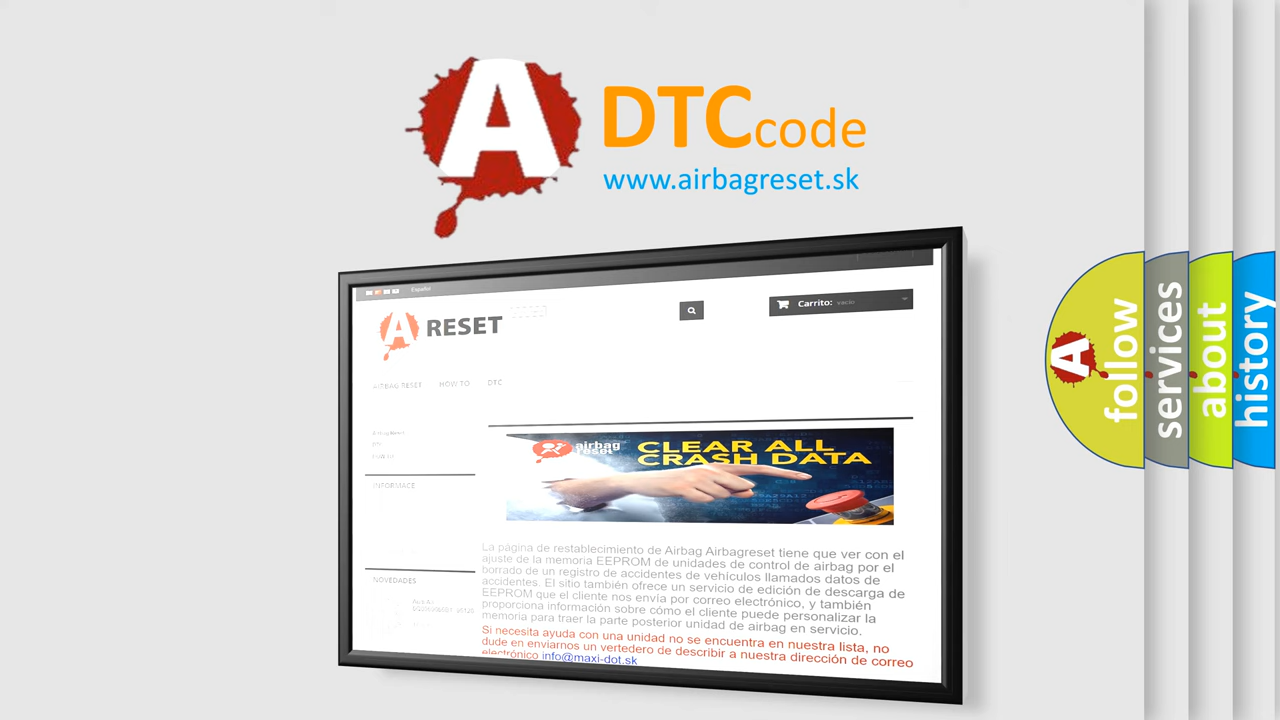 A
DTCcode
www.airbagreset.sk
Español
A RESET
Carrito: vacío
AIRBAG RESET HOW TO DTC
airbag
reset
CLEAR ALL
CRASH DATA
INFORMACE
La página de restablecimiento de Airbag Airbagreset tiene que ver con el
ajuste de la memoria EEPROM de unidades de control de airbag por el
borrado de un registro de accidentes de vehículos llamados datos de
accidentes. El sitio también ofrece un servicio de edición de descarga de
EEPROM que el cliente nos envía por correo electrónico, y también
proporciona información sobre cómo el cliente puede personalizar la
memoria para traer la parte posterior unidad de airbag en servicio.
Si necesita ayuda con una unidad no se encuentra en nuestra lista, no
dude en enviarnos un vertedero de describir a nuestra dirección de correo
electrónico info@maxi-dot.sk
NOVEDADES
A
follow
services
about
history